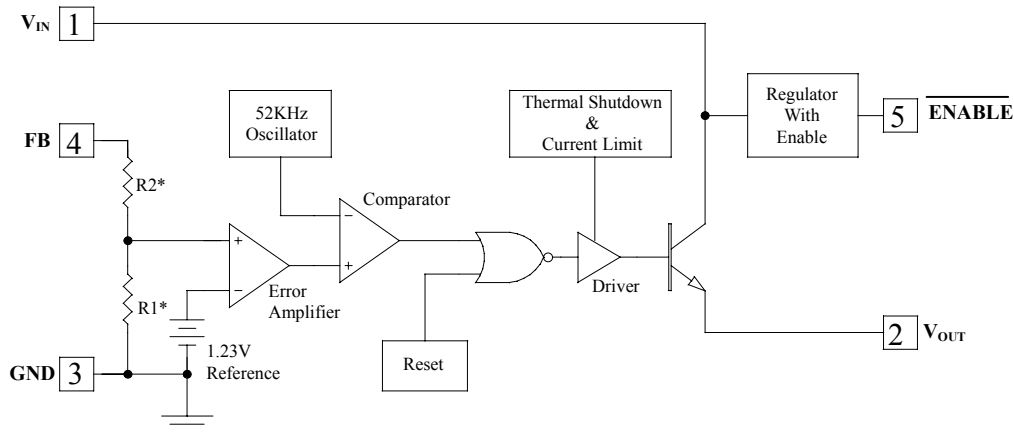 VIN 1
52KHz
Oscillator
Thermal Shutdown
&
Current Limit
Regulator
With
Enable
5 ENABLE
FB 4
R2*
Comparator
−
+
+
−
Error
Amplifier
Driver
R1*
1.23V
Reference
Reset
2 VOUT
GND 3